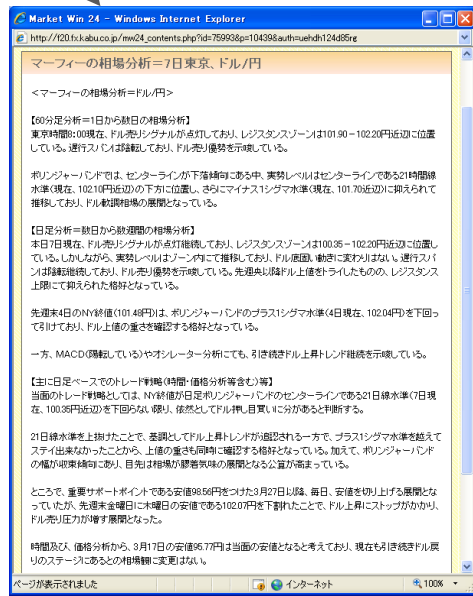 Market Win 24 - Windows Internet Explorer
http://f20.fx.kabu.co.jp/mw24_contents.php?id=75993&p=10439&auth=uehdh124d85rg
マーフィーの相場分析=7日東京、ドル/円
<マーフィーの相場分析=ドル/円>
【60分足分析=1日から数日の相場分析】
東京時間8:00現在、ドル売りシグナルが点灯しており、レジスタンスゾーンは101.90-102.20円近辺に位置
している。遅行スパンは陰転しており、ドル売り優勢を示唆している。
ボリンジャーバンドでは、センターラインが下落傾向にある中、実勢レベルはセンターラインである21時間線
水準(現在、102.10円近辺)の下方に位置し、さらにマイナス1シグマ水準(現在、101.70近辺)に抑えられて
推移しており、ドル軟調相場の展開となっている。
【日足分析=数日から数週間の相場分析】
本日7日現在、ドル売りシグナルが点灯継続しており、レジスタンスゾーンは100.35-102.20円近辺に位置し
ている。しかしながら、実勢レベルはゾーン内にて推移しており、ドル底固い動きに変わりはない。遅行スパ
ンは陰転継続しており、ドル売り優勢を示唆している。先週央以降ドル上値をトライしたものの、レジスタンス
上限にて抑えられた格好となっている。
先週末4日のNY終値(101.48円)は、ボリンジャーバンドのプラス1シグマ水準(4日現在、102.04円)を下回っ
て引けており、ドル上値の重さを確認する格好となっている。
一方、MACD(陽転している)やオシレーター分析にても、引き続きドル上昇トレンド継続を示唆している。
【主に日足ベースでのトレード戦略(時間・価格分析等含む)等】
当面のトレード戦略としては、NY終値が日足ボリンジャーバンドのセンターラインである21日線水準(7日現
在、100.35円近辺)を下回らない限り、依然としてドル押し目買いに分があると判断する。
21日線水準を上抜けたことで、基調としてドル上昇トレンドが追認される一方で、プラス1シグマ水準を越えて
ステイ出来なかったことから、上値の重さも同時に確認する格好となっている。加えて、ボリンジャーバンド
の幅が収束傾向にあり、目先は相場が膠着気味の展開となる公算が高まっている。
ところで、重要サポートポイントである安値98.56円をつけた3月27日以降、毎日、安値を切り上げる展開とな
っていたが、先週末金曜日に木曜日の安値である102.07円を下割れたことで、ドル上昇にストップがかかり、
ドル売り圧力が増す展開となった。
時間及び、価格分析から、3月17日の安値95.77円は当面の安値となると考えており、現在も引き続きドル戻
りのステージにあるとの相場観に変更はない。
ページが表示されました
インターネット
100%